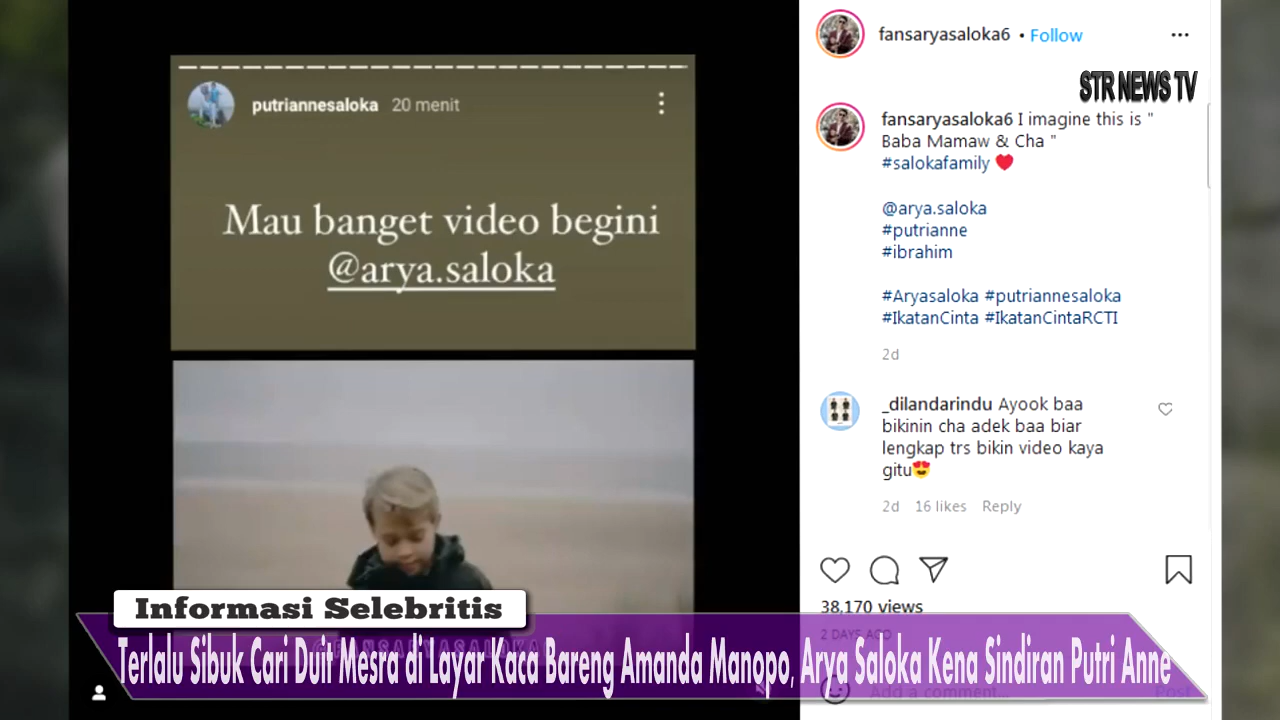 putriannesaloka 20 menit
Mau banget video begini
@arya.saloka
fansaryasaloka6 • Follow
STR NEWS TV
fansaryasaloka6 I imagine this is "
Baba Mamaw & Cha "
#salokafamily ❤️
@arya.saloka
#putrianne
#ibrahim
#Aryasaloka #putriannesaloka
#IkatanCinta #IkatanCintaRCTI
2d
_dilandarindu Ayook baa
bikinin cha adek baa biar
lengkap trs bikin video kaya
gitu😍
2d 16 likes Reply
38,170 views
2 DAYS AGO
Add a comment... Post
Informasi Selebritis
@FANSARYASALOKA6
Terlalu Sibuk Cari Duit Mesra di Layar Kaca Bareng Amanda Manopo, Arya Saloka Kena Sindiran Putri Anne